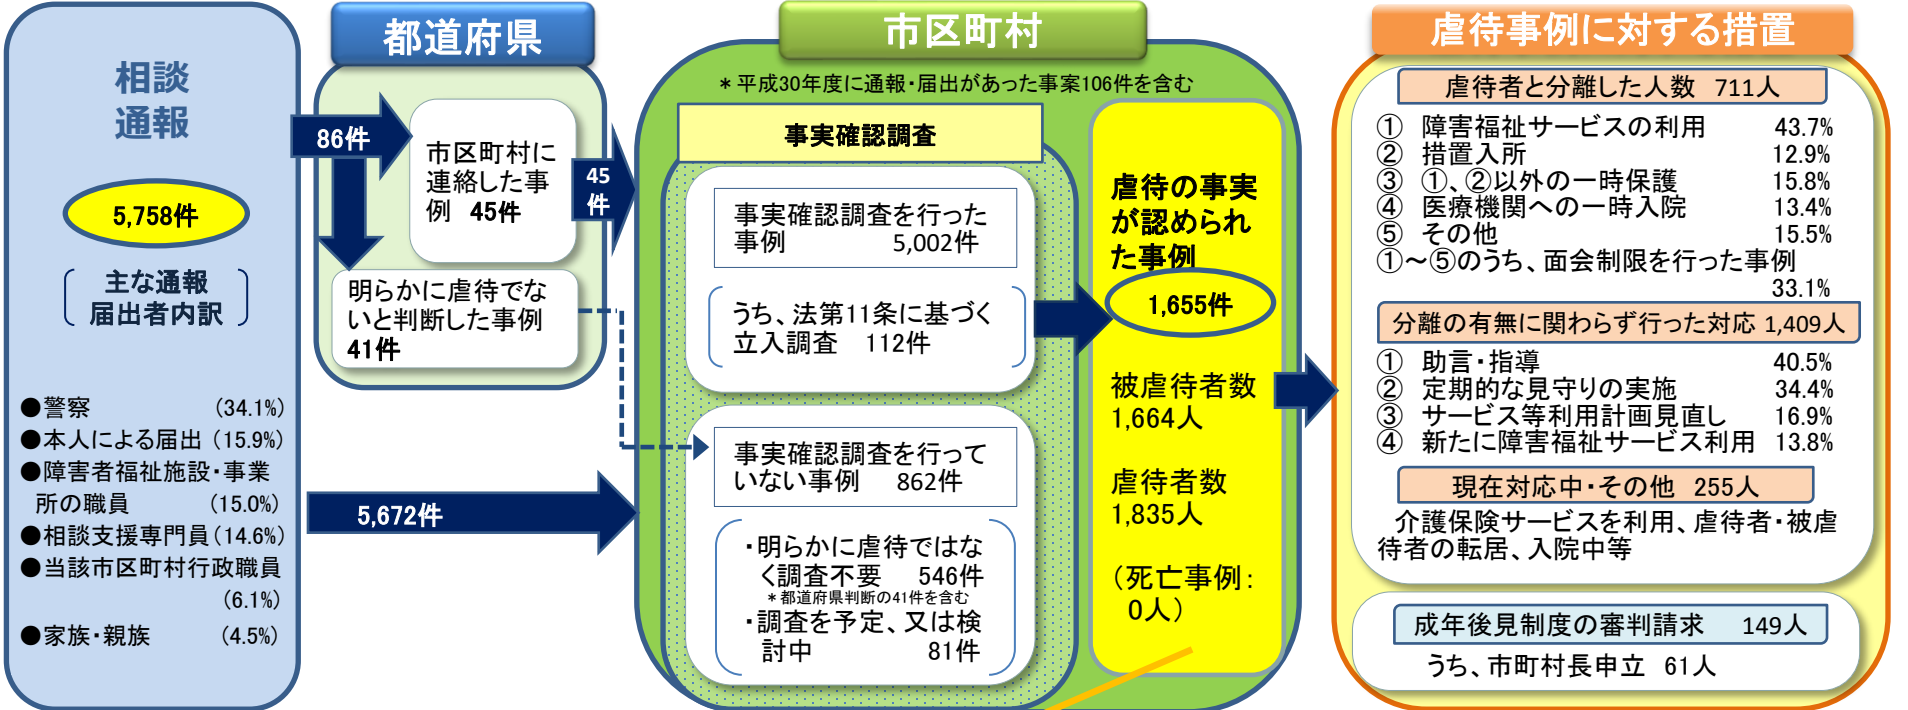 相談
通報
5,758件
主な通報
届出者内訳
●警察 (34.1%)
●本人による届出 (15.9%)
●障害者福祉施設・事業
所の職員 (15.0%)
●相談支援専門員(14.6%)
●当該市区町村行政職員
(6.1%)
●家族・親族 (4.5%)
都道府県
86件
市区町村に
連絡した事
例 45件
45
件
明らかに虐待でな
いと判断した事例
41件
5,672件
市区町村
*平成30年度に通報・届出があった事案106件を含む
事実確認調査
事実確認調査を行った
事例 5,002件
うち、法第11条に基づく
立入調査 112件
事実確認調査を行って
いない事例 862件
・明らかに虐待ではな
く調査不要 546件
*都道府県判断の41件を含む
・調査を予定、又は検
討中 81件
虐待の事実
が認められ
た事例
1,655件
被虐待者数
1,664人
虐待者数
1,835人
(死亡事例:
0人)
虐待事例に対する措置
虐待者と分離した人数 711人
① 障害福祉サービスの利用 43.7%
② 措置入所 12.9%
③ ①、②以外の一時保護 15.8%
④ 医療機関への一時入院 13.4%
⑤ その他 15.5%
①~⑤のうち、面会制限を行った事例
33.1%
分離の有無に関わらず行った対応 1,409人
① 助言・指導 40.5%
② 定期的な見守りの実施 34.4%
③ サービス等利用計画見直し 16.9%
④ 新たに障害福祉サービス利用 13.8%
現在対応中・その他 255人
介護保険サービスを利用、虐待者・被虐
待者の転居、入院中等
成年後見制度の審判請求 149人
うち、市町村長申立 61人